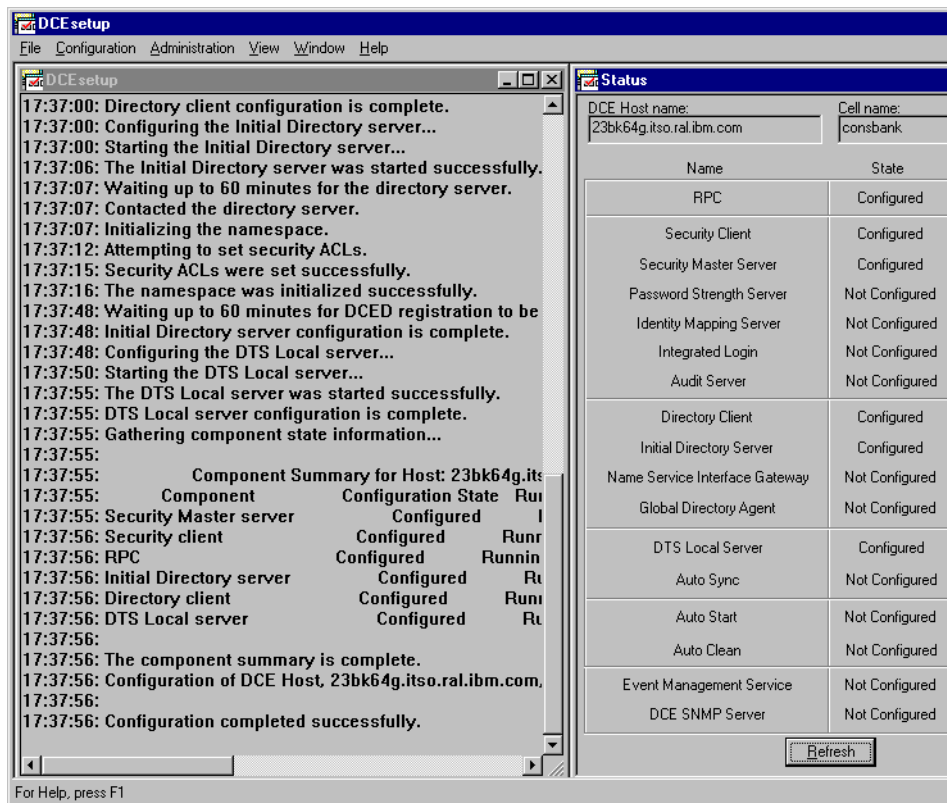 DCEsetup
File Configuration Administration View Window Help
DCEsetup
17:37:00: Directory client configuration is complete.
17:37:00: Configuring the Initial Directory server...
17:37:00: Starting the Initial Directory server...
17:37:06: The Initial Directory server was started successfully.
17:37:07: Waiting up to 60 minutes for the directory server.
17:37:07: Contacted the directory server.
17:37:07: Initializing the namespace.
17:37:12: Attempting to set security ACLs.
17:37:15: Security ACLs were set successfully.
17:37:16: The namespace was initialized successfully.
17:37:48: Waiting up to 60 minutes for DCED registration to be
17:37:48: Initial Directory server configuration is complete.
17:37:48: Configuring the DTS Local server...
17:37:50: Starting the DTS Local server...
17:37:55: The DTS Local server was started successfully.
17:37:55: DTS Local server configuration is complete.
17:37:55: Gathering component state information...
17:37:55:
17:37:55: Component Summary for Host: 23bk64g.its
17:37:55: Component Configuration State Rui
17:37:55: Security Master server Configured
17:37:56: Security client Configured Runr
17:37:56: RPC Configured Runnin
17:37:56: Initial Directory server Configured Ru
17:37:56: Directory client Configured Runi
17:37:56: DTS Local server Configured Ru
17:37:56:
17:37:56: The component summary is complete.
17:37:56: Configuration of DCE Host, 23bk64g.itso.ral.ibm.com,
17:37:56:
17:37:56: Configuration completed successfully.
Status
DCE Host name: Cell name:
23bk64g.itso.ral.ibm.com consbank
Name State
RPC Configured
Security Client Configured
Security Master Server Configured
Password Strength Server Not Configured
Identity Mapping Server Not Configured
Integrated Login Not Configured
Audit Server Not Configured
Directory Client Configured
Initial Directory Server Configured
Name Service Interface Gateway Not Configured
Global Directory Agent Not Configured
DTS Local Server Configured
Auto Sync Not Configured
Auto Start Not Configured
Auto Clean Not Configured
Event Management Service Not Configured
DCE SNMP Server Not Configured
Refresh
For Help, press F1